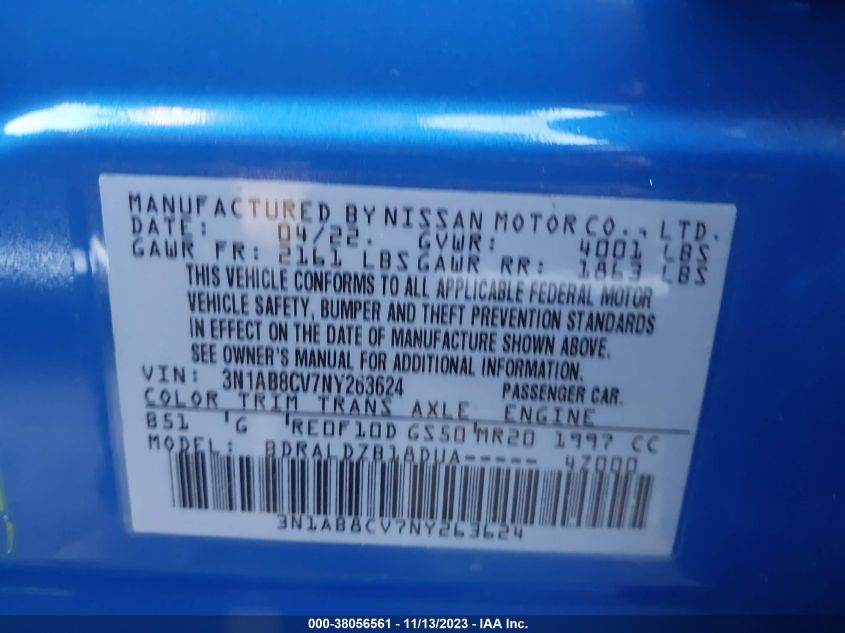 MANUFACTURED BY NISSAN MOTOR CO., LTD.
DATE: 04/22. GVWR: 4001 LBS
GAWR FR: 2161 LBS GAWR RR: 1863 LBS
THIS VEHICLE CONFORMS TO ALL APPLICABLE FEDERAL MOTOR
VEHICLE SAFETY, BUMPER AND THEFT PREVENTION STANDARDS
IN EFFECT ON THE DATE OF MANUFACTURE SHOWN ABOVE.
SEE OWNER'S MANUAL FOR ADDITIONAL INFORMATION.
VIN: 3N1AB8CV7NY263624 PASSENGER CAR.
COLOR TRIM TRANS AXLE ENGINE
B51 'G 'RE0F10D GS50'MR20 1997 CC
MODEL: BDRALDZB18DUA----- 4Z000
3N1AB8CV7NY263624
000-38056561 - 11/13/2023 - IAA Inc.